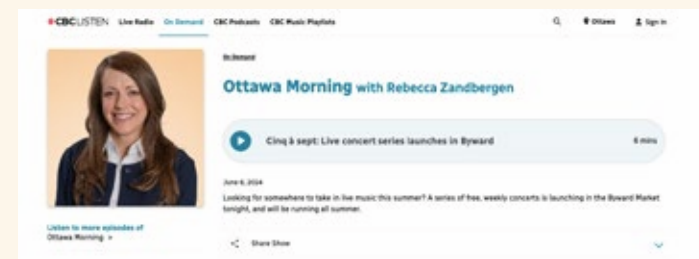 CBC LISTEN Live Radio On Demand CBC Podcasts CBC Music Playlists Ottawa Sign in
On Demand
Ottawa Morning with Rebecca Zandbergen
Cinq à sept: Live concert series launches in Byward 6 mins
June 6, 2024
Looking for somewhere to take in live music this summer? A series of free, weekly concerts is launching in the Byward Market
tonight, and will be running all summer.
Listen to more episodes of
Ottawa Morning >
Share Show